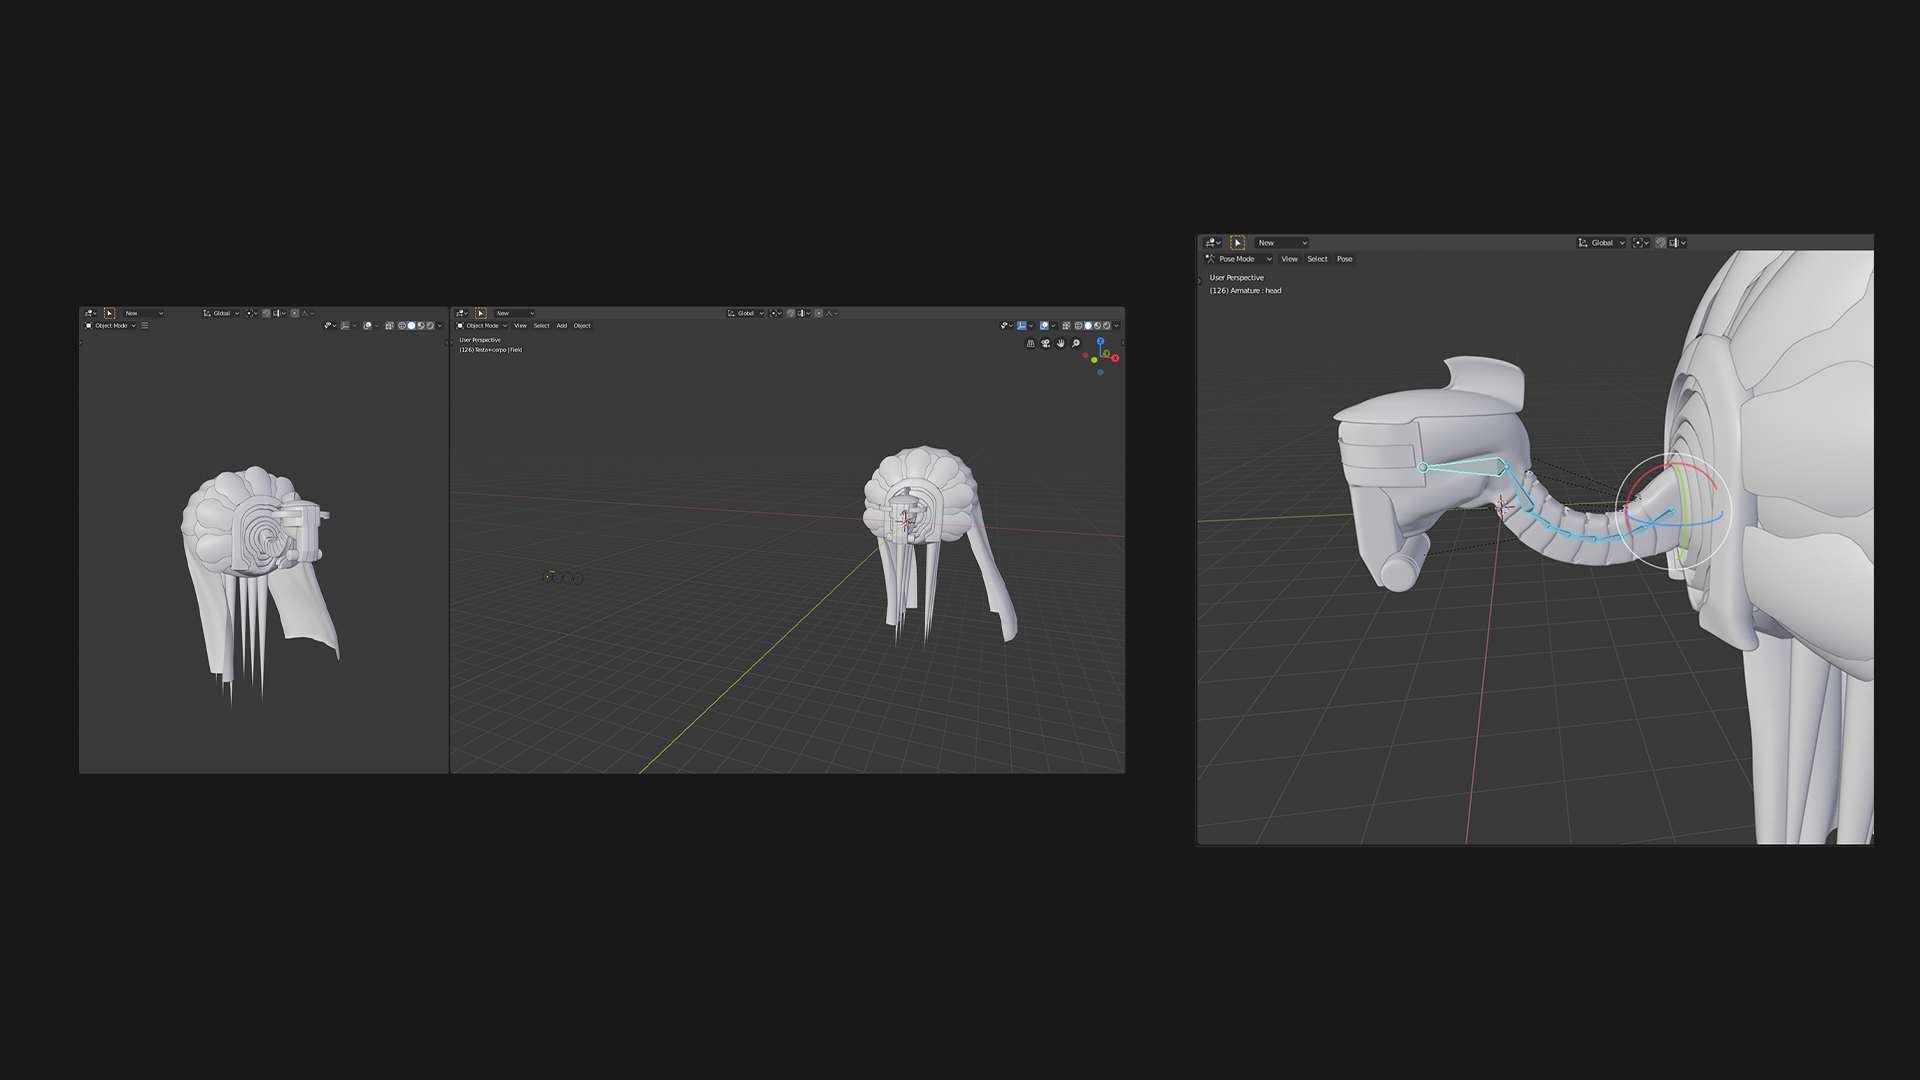 New
Global
Object Mode
New
Global
Object Mode View Select Add Object
User Perspective
(126) Testa+corpo | Field
Z
X
New
Global
Pose Mode View Select Pose
User Perspective
(126) Armature : head